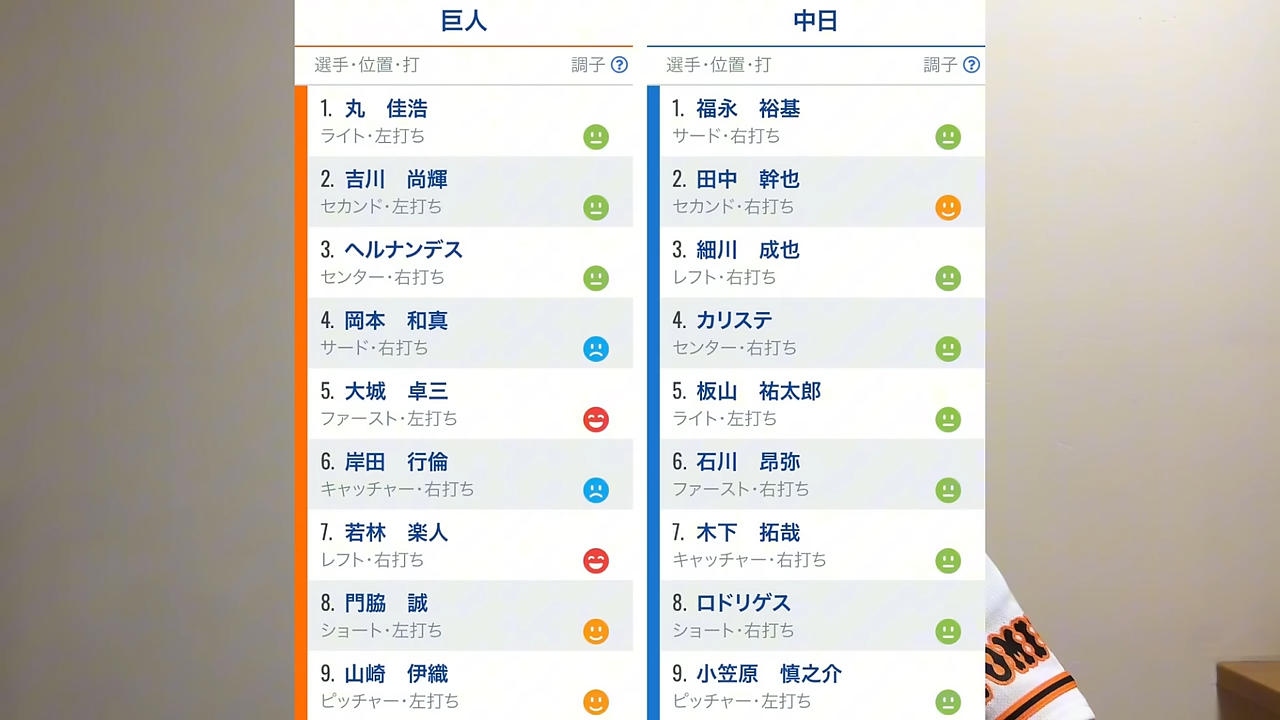 巨人
選手・位置・打 調子 ?
1. 丸 佳浩
ライト・左打ち
2. 吉川 尚輝
セカンド・左打ち
3. ヘルナンデス
センター・右打ち
4. 岡本 和真
サード・右打ち
5. 大城 卓三
ファースト・左打ち
6. 岸田 行倫
キャッチャー・右打ち
7. 若林 楽人
レフト・右打ち
8. 門脇 誠
ショート・左打ち
9. 山崎 伊織
ピッチャー・左打ち
中日
選手・位置・打 調子 ?
1. 福永 裕基
サード・右打ち
2. 田中 幹也
セカンド・右打ち
3. 細川 成也
レフト・右打ち
4. カリステ
センター・右打ち
5. 板山 祐太郎
ライト・左打ち
6. 石川 昂弥
ファースト・右打ち
7. 木下 拓哉
キャッチャー・右打ち
8. ロドリゲス
ショート・右打ち
9. 小笠原 慎之介
ピッチャー・左打ち